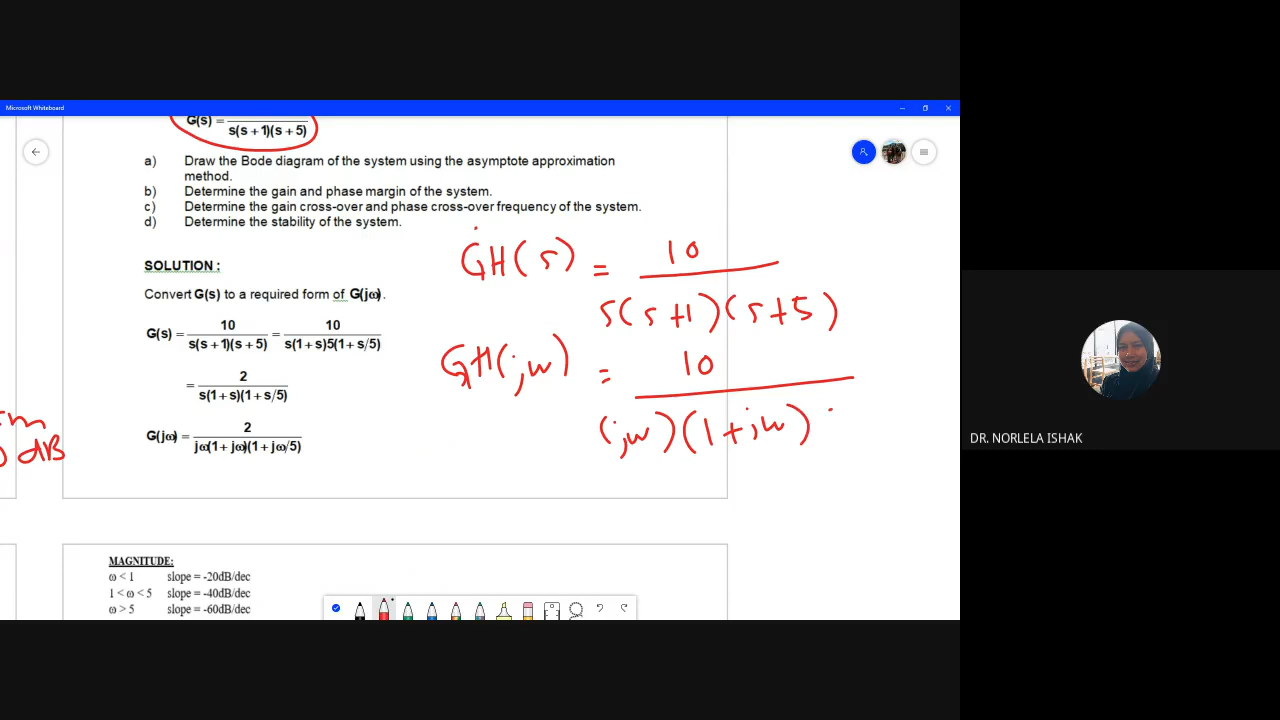 Microsoft Whiteboard
G(s) =
s(s + 1)(s + 5)
a) Draw the Bode diagram of the system using the asymptote approximation
method.
b) Determine the gain and phase margin of the system.
c) Determine the gain cross-over and phase cross-over frequency of the system.
d) Determine the stability of the system.
SOLUTION :
Convert G(s) to a required form of G(jω).
G(s) = 10 / s(s + 1)(s + 5) = 10 / s(1 + s)5(1 + s/5)
= 2 / s(1 + s)(1 + s/5)
G(jω) = 2 / jω(1 + jω)(1 + jω/5)
GH(s) = 10 / s(s+1)(s+5)
GH(jw) = 10 / (jw)(1+jw)
dB
MAGNITUDE:
ω < 1 slope = -20dB/dec
1 < ω < 5 slope = -40dB/dec
ω > 5 slope = -60dB/dec
DR. NORLELA ISHAK